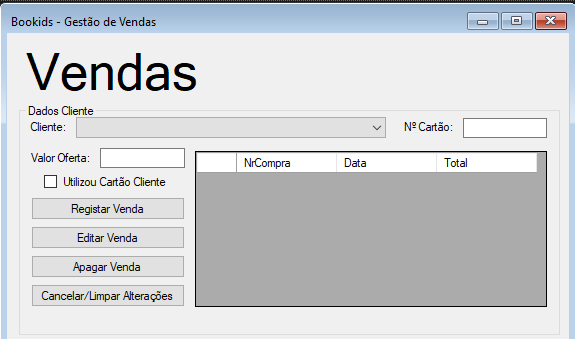 Bookids - Gestão de Vendas
Vendas
Dados Cliente
Cliente:
Nº Cartão:
Valor Oferta:
NrCompra Data Total
Utilizou Cartão Cliente
Registar Venda
Editar Venda
Apagar Venda
Cancelar/Limpar Alterações